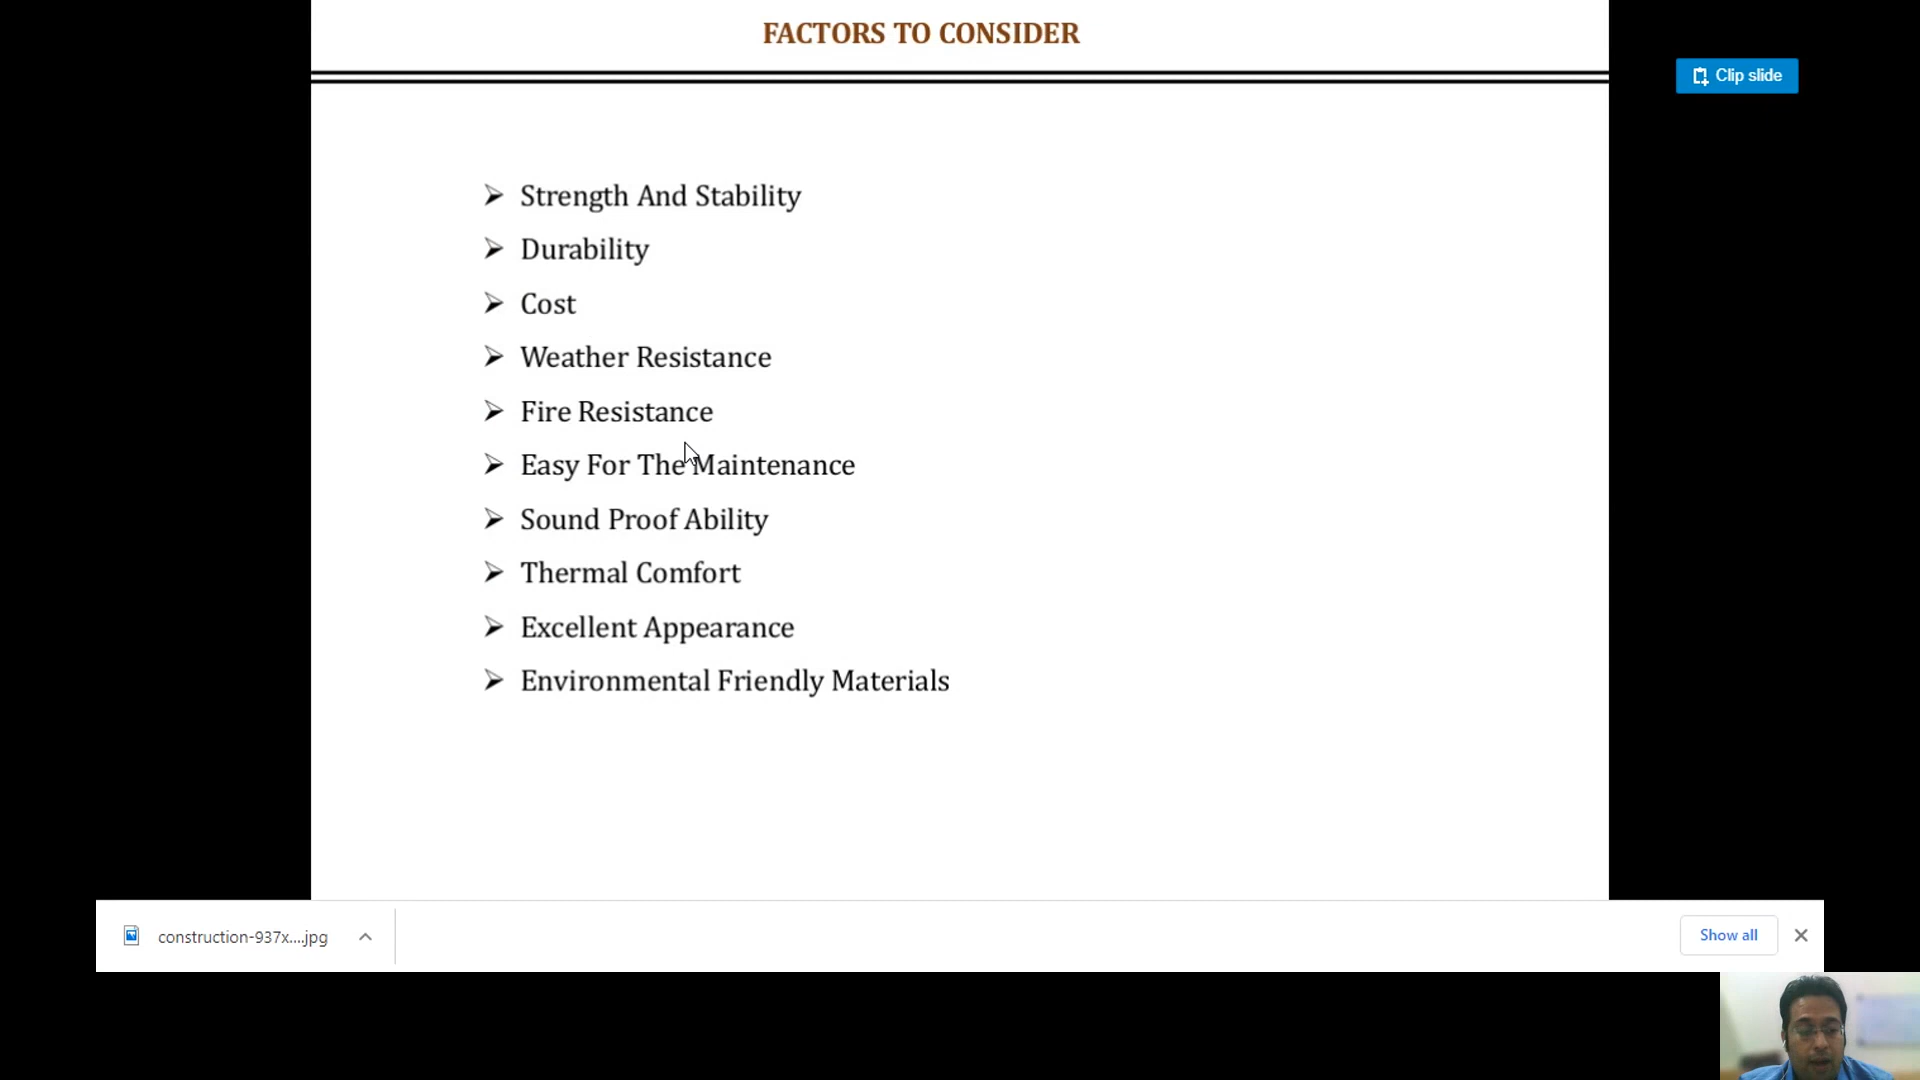 FACTORS TO CONSIDER
Clip slide
Strength And Stability
Durability
Cost
Weather Resistance
Fire Resistance
Easy For The Maintenance
Sound Proof Ability
Thermal Comfort
Excellent Appearance
Environmental Friendly Materials
construction-937x....jpg
Show all